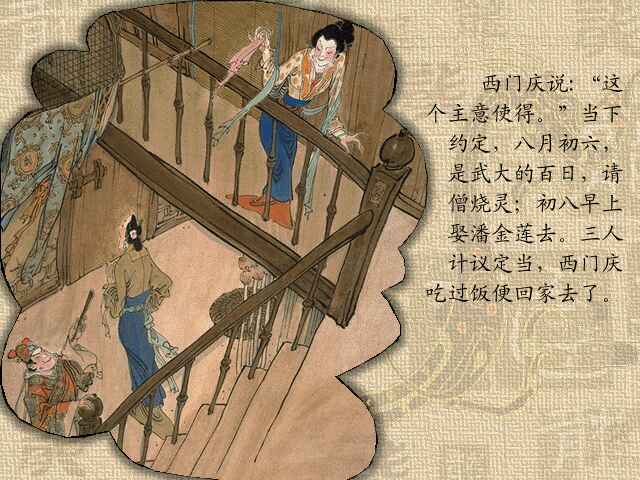 西门庆说：“这
个主意使得。”当下
约定，八月初六，
是武大的百日，请
僧烧灵；初八早上
娶潘金莲去。三人
计议定当，西门庆
吃过饭便回家去了。